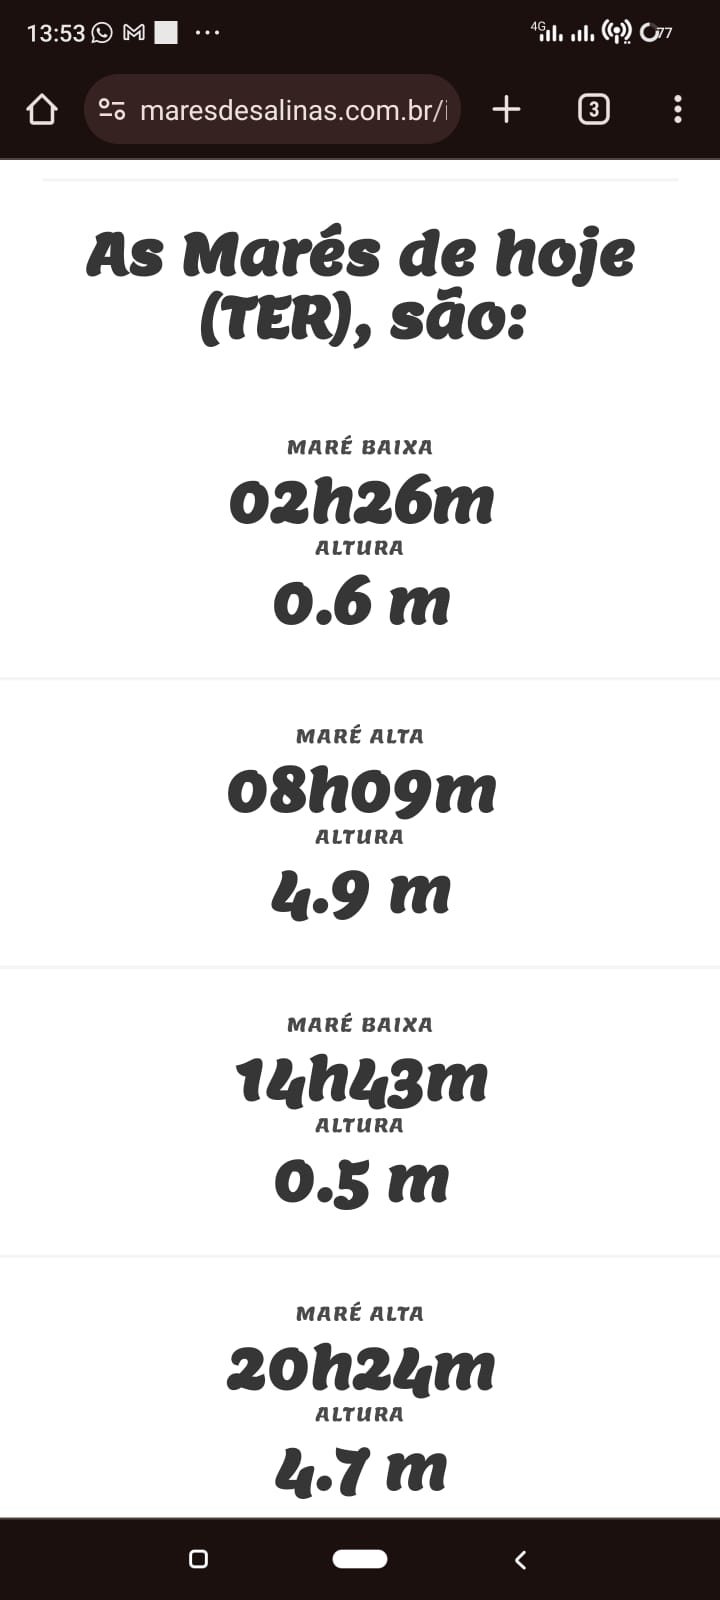 13:53
4G 77
maresdesalinas.com.br/i
3
As Marés de hoje
(TER), são:
MARÉ BAIXA
02h26m
ALTURA
0.6 m
MARÉ ALTA
08h09m
ALTURA
4.9 m
MARÉ BAIXA
14h43m
ALTURA
0.5 m
MARÉ ALTA
20h24m
ALTURA
4.7 m